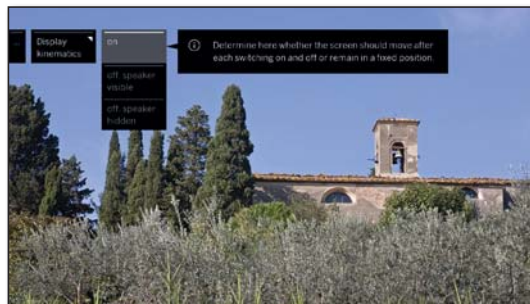 Display
kinematics
on
Determine here whether the screen should move after
each switching on and off or remain in a fixed position.
off, speaker
visible
off, speaker
hidden